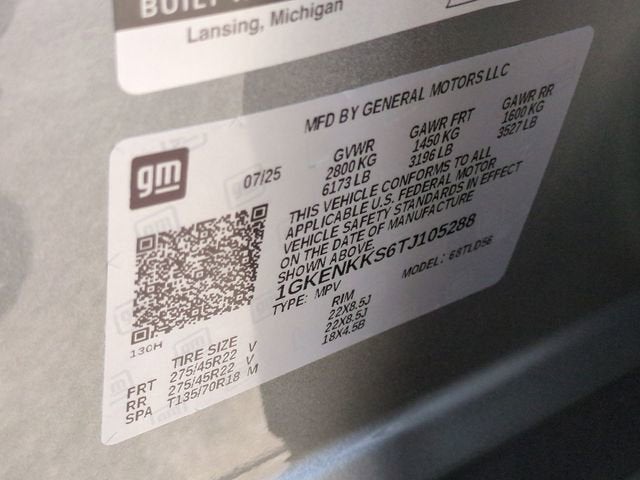 BUILT
Lansing, Michigan
MFD BY GENERAL MOTORS LLC
gm
07/25
GVWR GAWR FRT GAWR RR
2800 KG 1450 KG 1600 KG
6173 LB 3196 LB 3527 LB
THIS VEHICLE CONFORMS TO ALL
APPLICABLE U.S. FEDERAL MOTOR
VEHICLE SAFETY STANDARDS IN EFFECT
ON THE DATE OF MANUFACTURE
SHOWN ABOVE.
1GKENKKS6TJ105288
TYPE: MPV MODEL: 6STLD56
130H
TIRE SIZE RIM
FRT 275/45R22 V 22X8.5J
RR 275/45R22 V 22X8.5J
SPA T135/70R18 M 18X4.5B